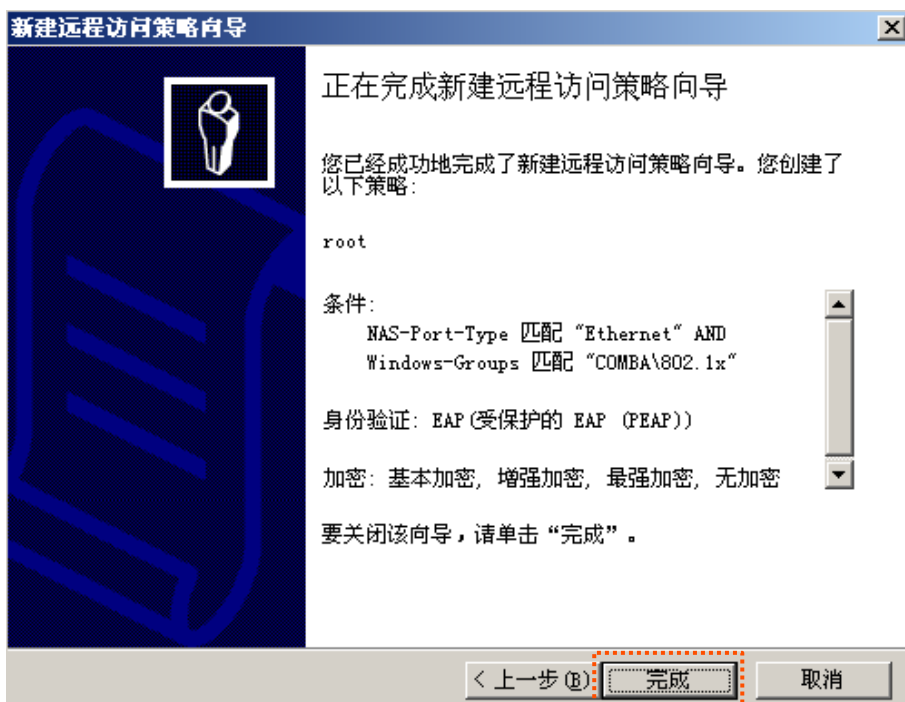 新建远程访问策略向导
正在完成新建远程访问策略向导
您已经成功地完成了新建远程访问策略向导。您创建了
以下策略:
root
条件:
NAS-Port-Type 匹配 "Ethernet" AND
Windows-Groups 匹配 "COMBA\802.1x"
身份验证: EAP(受保护的 EAP (PEAP))
加密: 基本加密, 增强加密, 最强加密, 无加密
要关闭该向导，请单击“完成”。
< 上一步(B)
完成
取消